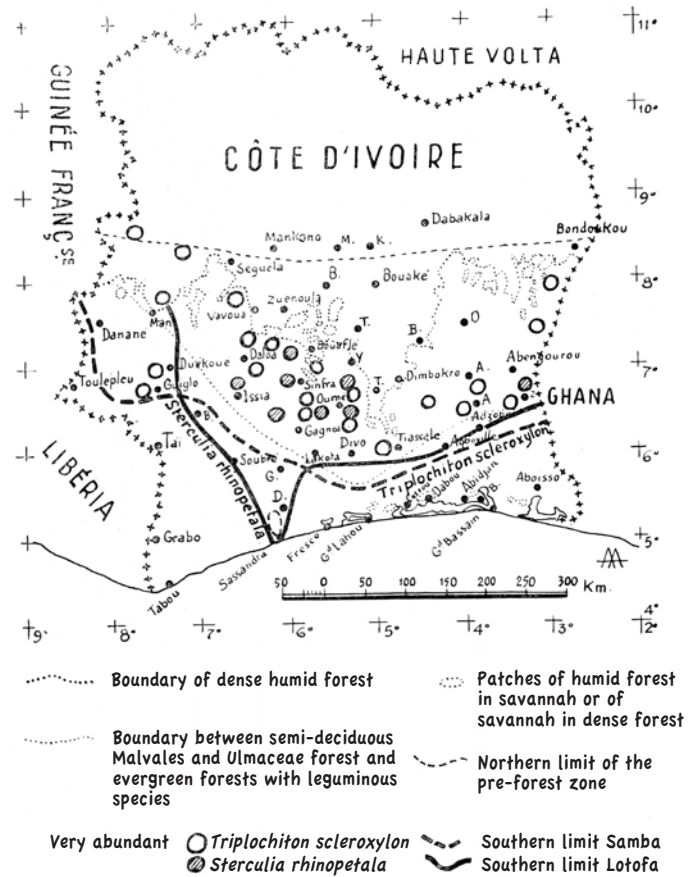 11°
HAUTE VOLTA
10°
GUINÉE FRANÇSE
CÔTE D'IVOIRE
9°
Dabakala
Mankono
M.
K.
Bondoukou
Seguela
8°
B.
Bouaké
Vavoua
Zuenoula
Man
T.
B.
O
Danane
Bouafle
Daloa
Y
Abengourou
Duékoue
7°
Toulepleu
Sinfra
T.
Dimbokro
A.
Guiglo
Issia
Oume
A
GHANA
B.
Adzopé
Gagnoa
Tai
Divo
Tiassale
Agboville
6°
LIBÉRIA
Soubré
Lakota
Sterculia rhinopetala
Triplochiton scleroxylon
G.
D.
Dabou
Abidjan
B.
Aboisso
Grabo
5°
Sassandra
Fresco
Gd Lahou
Gd Bassam
Tabou
50 0 50 100 150 200 300
Km.
4°
9° 8° 7° 6° 5° 4° 3° 2°
Boundary of dense humid forest
Patches of humid forest
in savannah or of
savannah in dense forest
Boundary between semi-deciduous
Malvales and Ulmaceae forest and
evergreen forests with leguminous
species
Northern limit of the
pre-forest zone
Very abundant
Triplochiton scleroxylon
Southern limit Samba
Sterculia rhinopetala
Southern limit Lotofa